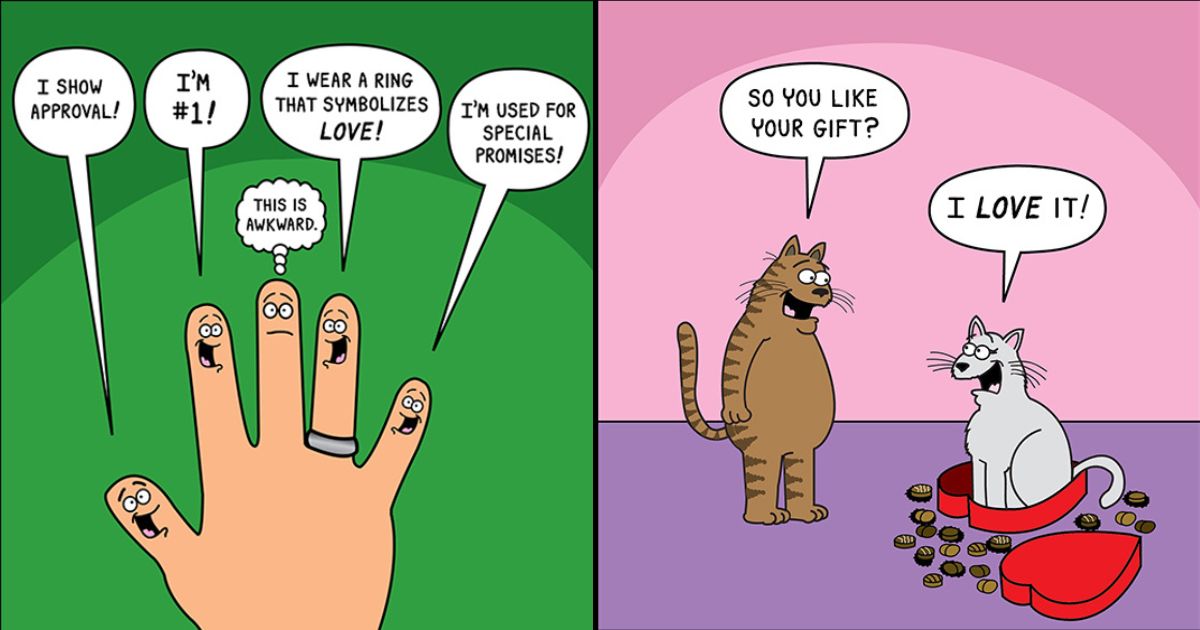 I SHOW
APPROVAL!
I'M
#1!
THIS IS
AWKWARD.
I WEAR A RING
THAT SYMBOLIZES
LOVE!
I'M USED FOR
SPECIAL
PROMISES!
SO YOU LIKE
YOUR GIFT?
I LOVE IT!